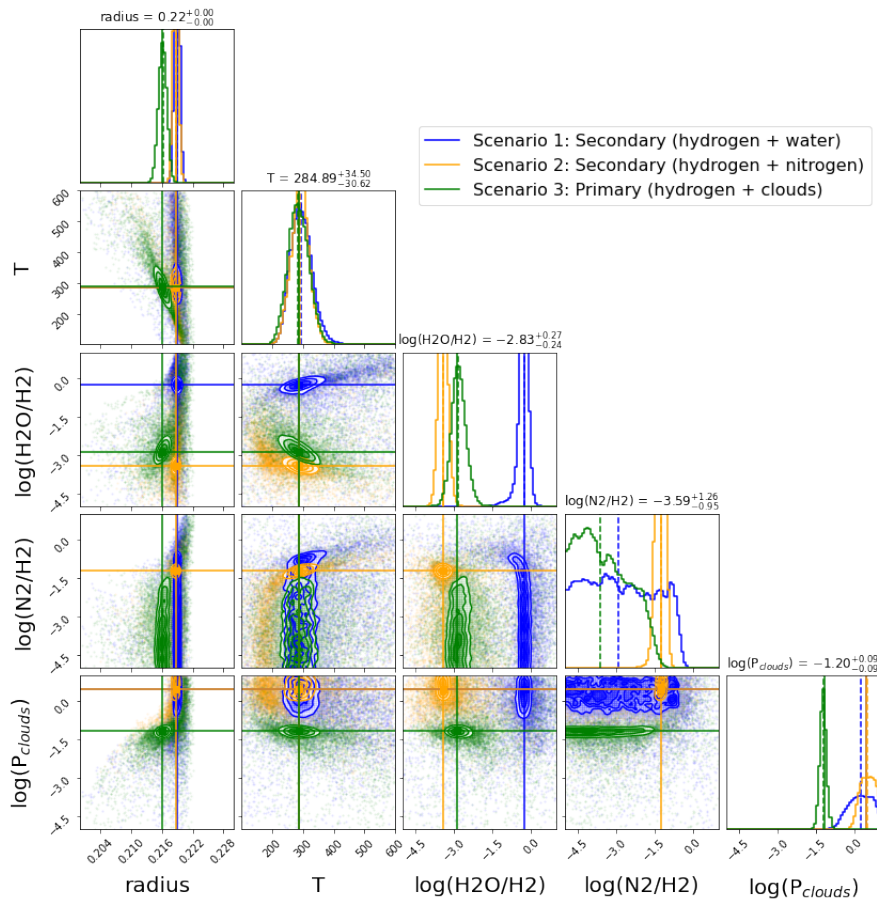 radius = 0.22+0.00 −0.00
Scenario 1: Secondary (hydrogen + water)
Scenario 2: Secondary (hydrogen + nitrogen)
Scenario 3: Primary (hydrogen + clouds)
T = 284.89+34.50 −30.62
T
600
500
400
300
200
log(H2O/H2) = −2.83+0.27 −0.24
log(H2O/H2)
0.0
−1.5
−3.0
−4.5
log(N2/H2) = −3.59+1.26 −0.95
log(N2/H2)
0.0
−1.5
−3.0
−4.5
log(Pclouds) = −1.20+0.09 −0.09
log(Pclouds)
0.0
−1.5
−3.0
−4.5
0.204 0.210 0.216 0.222 0.228
200 300 400 500 600
−4.5 −3.0 −1.5 0.0
−4.5 −3.0 −1.5 0.0
−4.5 −3.0 −1.5 0.0
radius T log(H2O/H2) log(N2/H2) log(Pclouds)